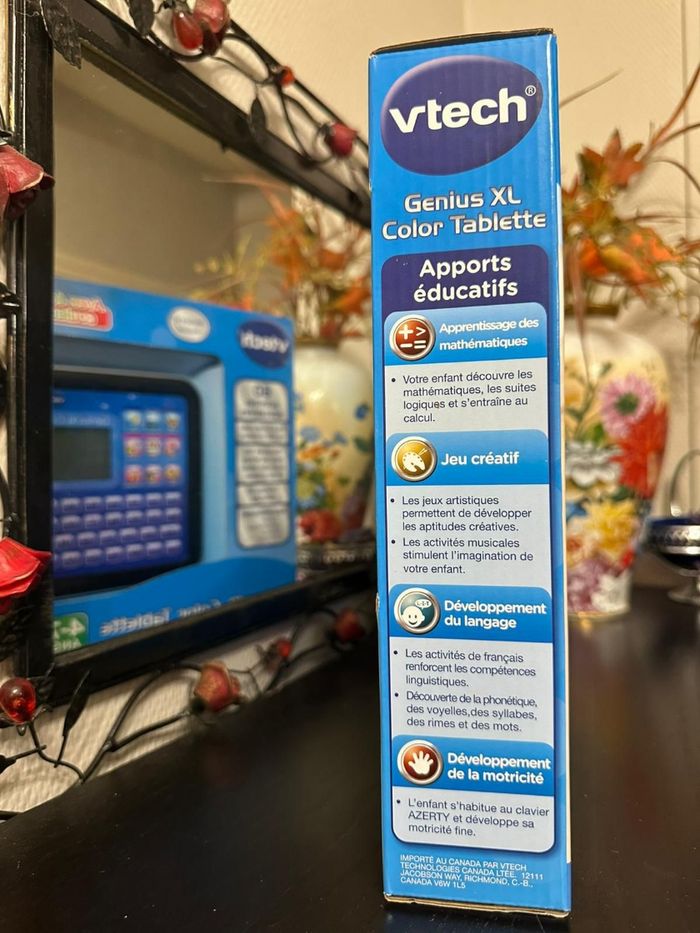 vtech®
Genius XL
Color Tablette
Apports
éducatifs
Apprentissage des
mathématiques
• Votre enfant découvre les
mathématiques, les suites
logiques et s'entraîne au
calcul.
Jeu créatif
• Les jeux artistiques
permettent de développer
les aptitudes créatives.
• Les activités musicales
stimulent l'imagination de
votre enfant.
Développement
du langage
• Les activités de français
renforcent les compétences
linguistiques.
• Découverte de la phonétique,
des voyelles,des syllabes,
des rimes et des mots.
Développement
de la motricité
• L'enfant s'habitue au clavier
AZERTY et développe sa
motricité fine.
IMPORTÉ AU CANADA PAR VTECH
TECHNOLOGIES CANADA LTÉE. 12111
JACOBSON WAY, RICHMOND, C.-B.,
CANADA V6W 1L5
vtech
Tablette